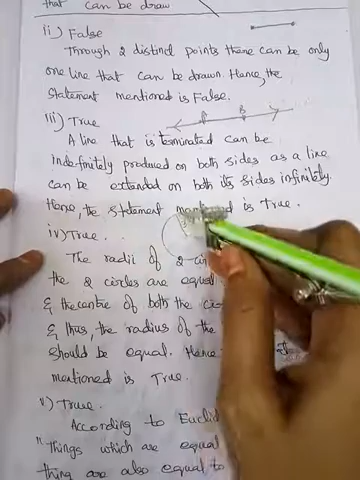 that can be draw
ii) False
Through 2 distinct points there can be only
one line that can be drawn. Hence, the
statement mentioned is False.
iii) True
A B
A line that is terminated can be
indefinitely produced on both sides as a line
can be extended on both its sides infinitely.
Hence, the statement mentioned is True.
iv) True.
The radii of 2
the 2 circles are equal
& the centre of both the
& thus, the radius of the
should be equal. Hence
mentioned is True.
v) True.
According to Euclid
"Things which are equal
thing are also equal to